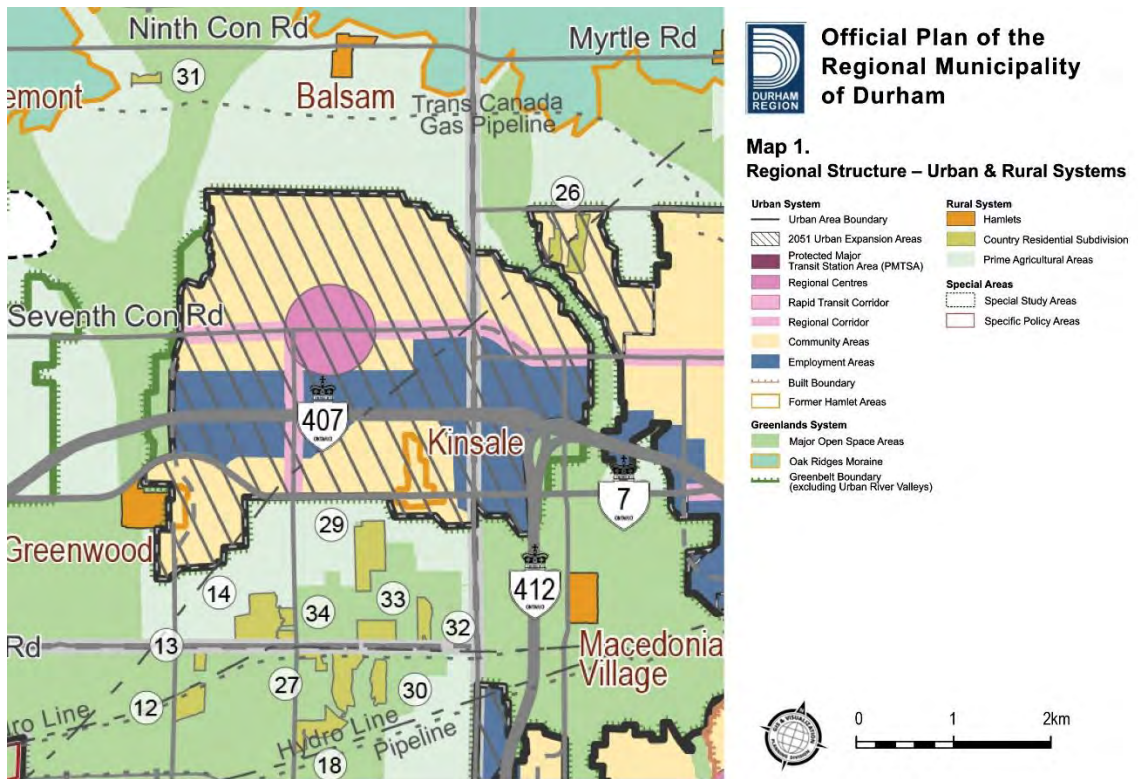 Ninth Con Rd
Myrtle Rd
31
emont
Balsam
Trans Canada
Gas Pipeline
26
Seventh Con Rd
407
ONTARIO
Kinsale
7
ONTARIO
Greenwood
29
412
ONTARIO
14
33
34
32
Rd
13
Macedonia
Village
27
30
12
dro Line
Hydro Line
Pipeline
18
DURHAM
REGION
Official Plan of the
Regional Municipality
of Durham
Map 1.
Regional Structure – Urban & Rural Systems
Urban System
Urban Area Boundary
2051 Urban Expansion Areas
Protected Major
Transit Station Area (PMTSA)
Regional Centres
Rapid Transit Corridor
Regional Corridor
Community Areas
Employment Areas
Built Boundary
Former Hamlet Areas
Greenlands System
Major Open Space Areas
Oak Ridges Moraine
Greenbelt Boundary
(excluding Urban River Valleys)
Rural System
Hamlets
Country Residential Subdivision
Prime Agricultural Areas
Special Areas
Special Study Areas
Specific Policy Areas
GIS & VISUALIZATION
0 1 2km